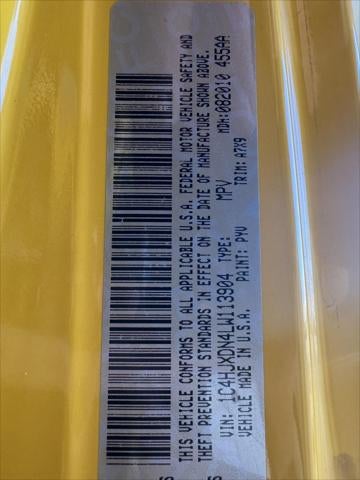 THIS VEHICLE CONFORMS TO ALL APPLICABLE U.S.A. FEDERAL MOTOR VEHICLE SAFETY AND
THEFT PREVENTION STANDARDS IN EFFECT ON THE DATE OF MANUFACTURE SHOWN ABOVE.
VIN: 1C4HJXDN4LW113904 TYPE: MPV MDH:082010 455AA
VEHICLE MADE IN U.S.A. PAINT: PYV TRIM: A7X9